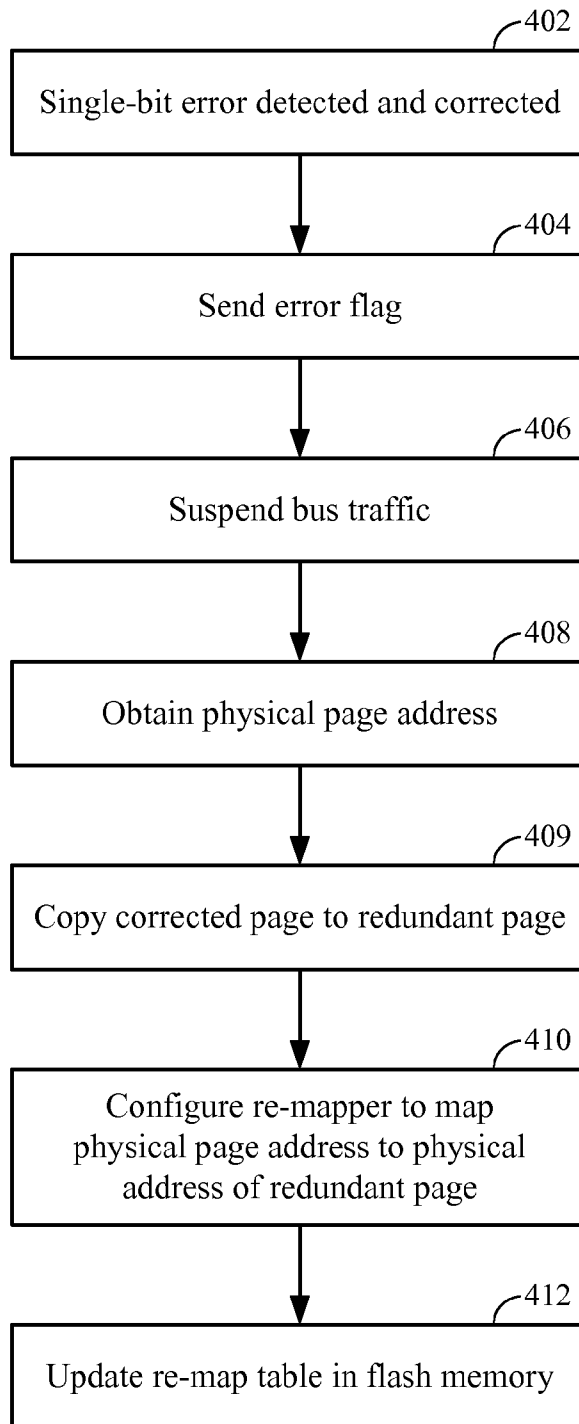 402
Single-bit error detected and corrected
404
Send error flag
406
Suspend bus traffic
408
Obtain physical page address
409
Copy corrected page to redundant page
410
Configure re-mapper to map
physical page address to physical
address of redundant page
412
Update re-map table in flash memory